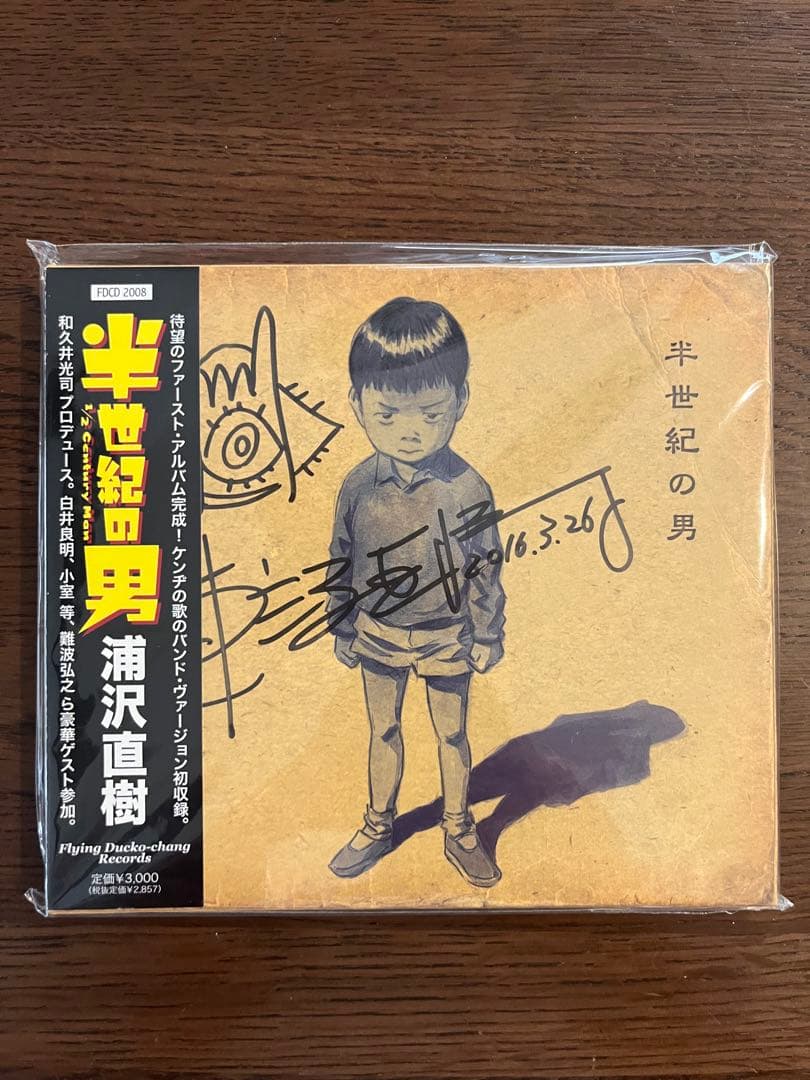 FDCD 2008
待望のファースト・アルバム完成！ケンヂの歌のバンド・ヴァージョン初収録。
半世紀の男
1/2 Century Man
浦沢直樹
和久井光司 プロデュース。白井良明、小室 等、難波弘之 ら豪華ゲスト参加。
Flying Ducko-chang
Records
定価¥3,000
(税抜定価¥2,857)
半世紀の男
2016.3.26